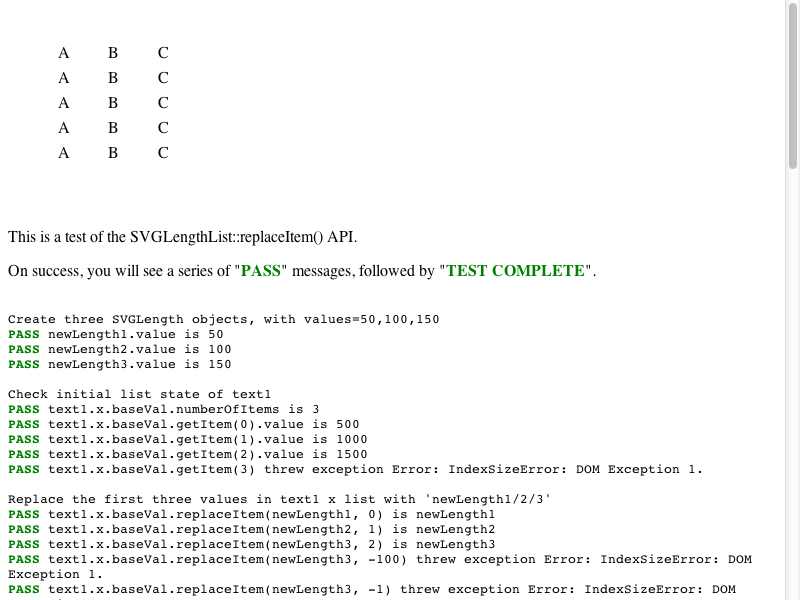 A B C
A B C
A B C
A B C
A B C
This is a test of the SVGLengthList::replaceItem() API.
On success, you will see a series of "PASS" messages, followed by "TEST COMPLETE".
Create three SVGLength objects, with values=50,100,150
PASS newLength1.value is 50
PASS newLength2.value is 100
PASS newLength3.value is 150
Check initial list state of text1
PASS text1.x.baseVal.numberOfItems is 3
PASS text1.x.baseVal.getItem(0).value is 500
PASS text1.x.baseVal.getItem(1).value is 1000
PASS text1.x.baseVal.getItem(2).value is 1500
PASS text1.x.baseVal.getItem(3) threw exception Error: IndexSizeError: DOM Exception 1.
Replace the first three values in text1 x list with 'newLength1/2/3'
PASS text1.x.baseVal.replaceItem(newLength1, 0) is newLength1
PASS text1.x.baseVal.replaceItem(newLength2, 1) is newLength2
PASS text1.x.baseVal.replaceItem(newLength3, 2) is newLength3
PASS text1.x.baseVal.replaceItem(newLength3, -100) threw exception Error: IndexSizeError: DOM
Exception 1.
PASS text1.x.baseVal.replaceItem(newLength3, -1) threw exception Error: IndexSizeError: DOM